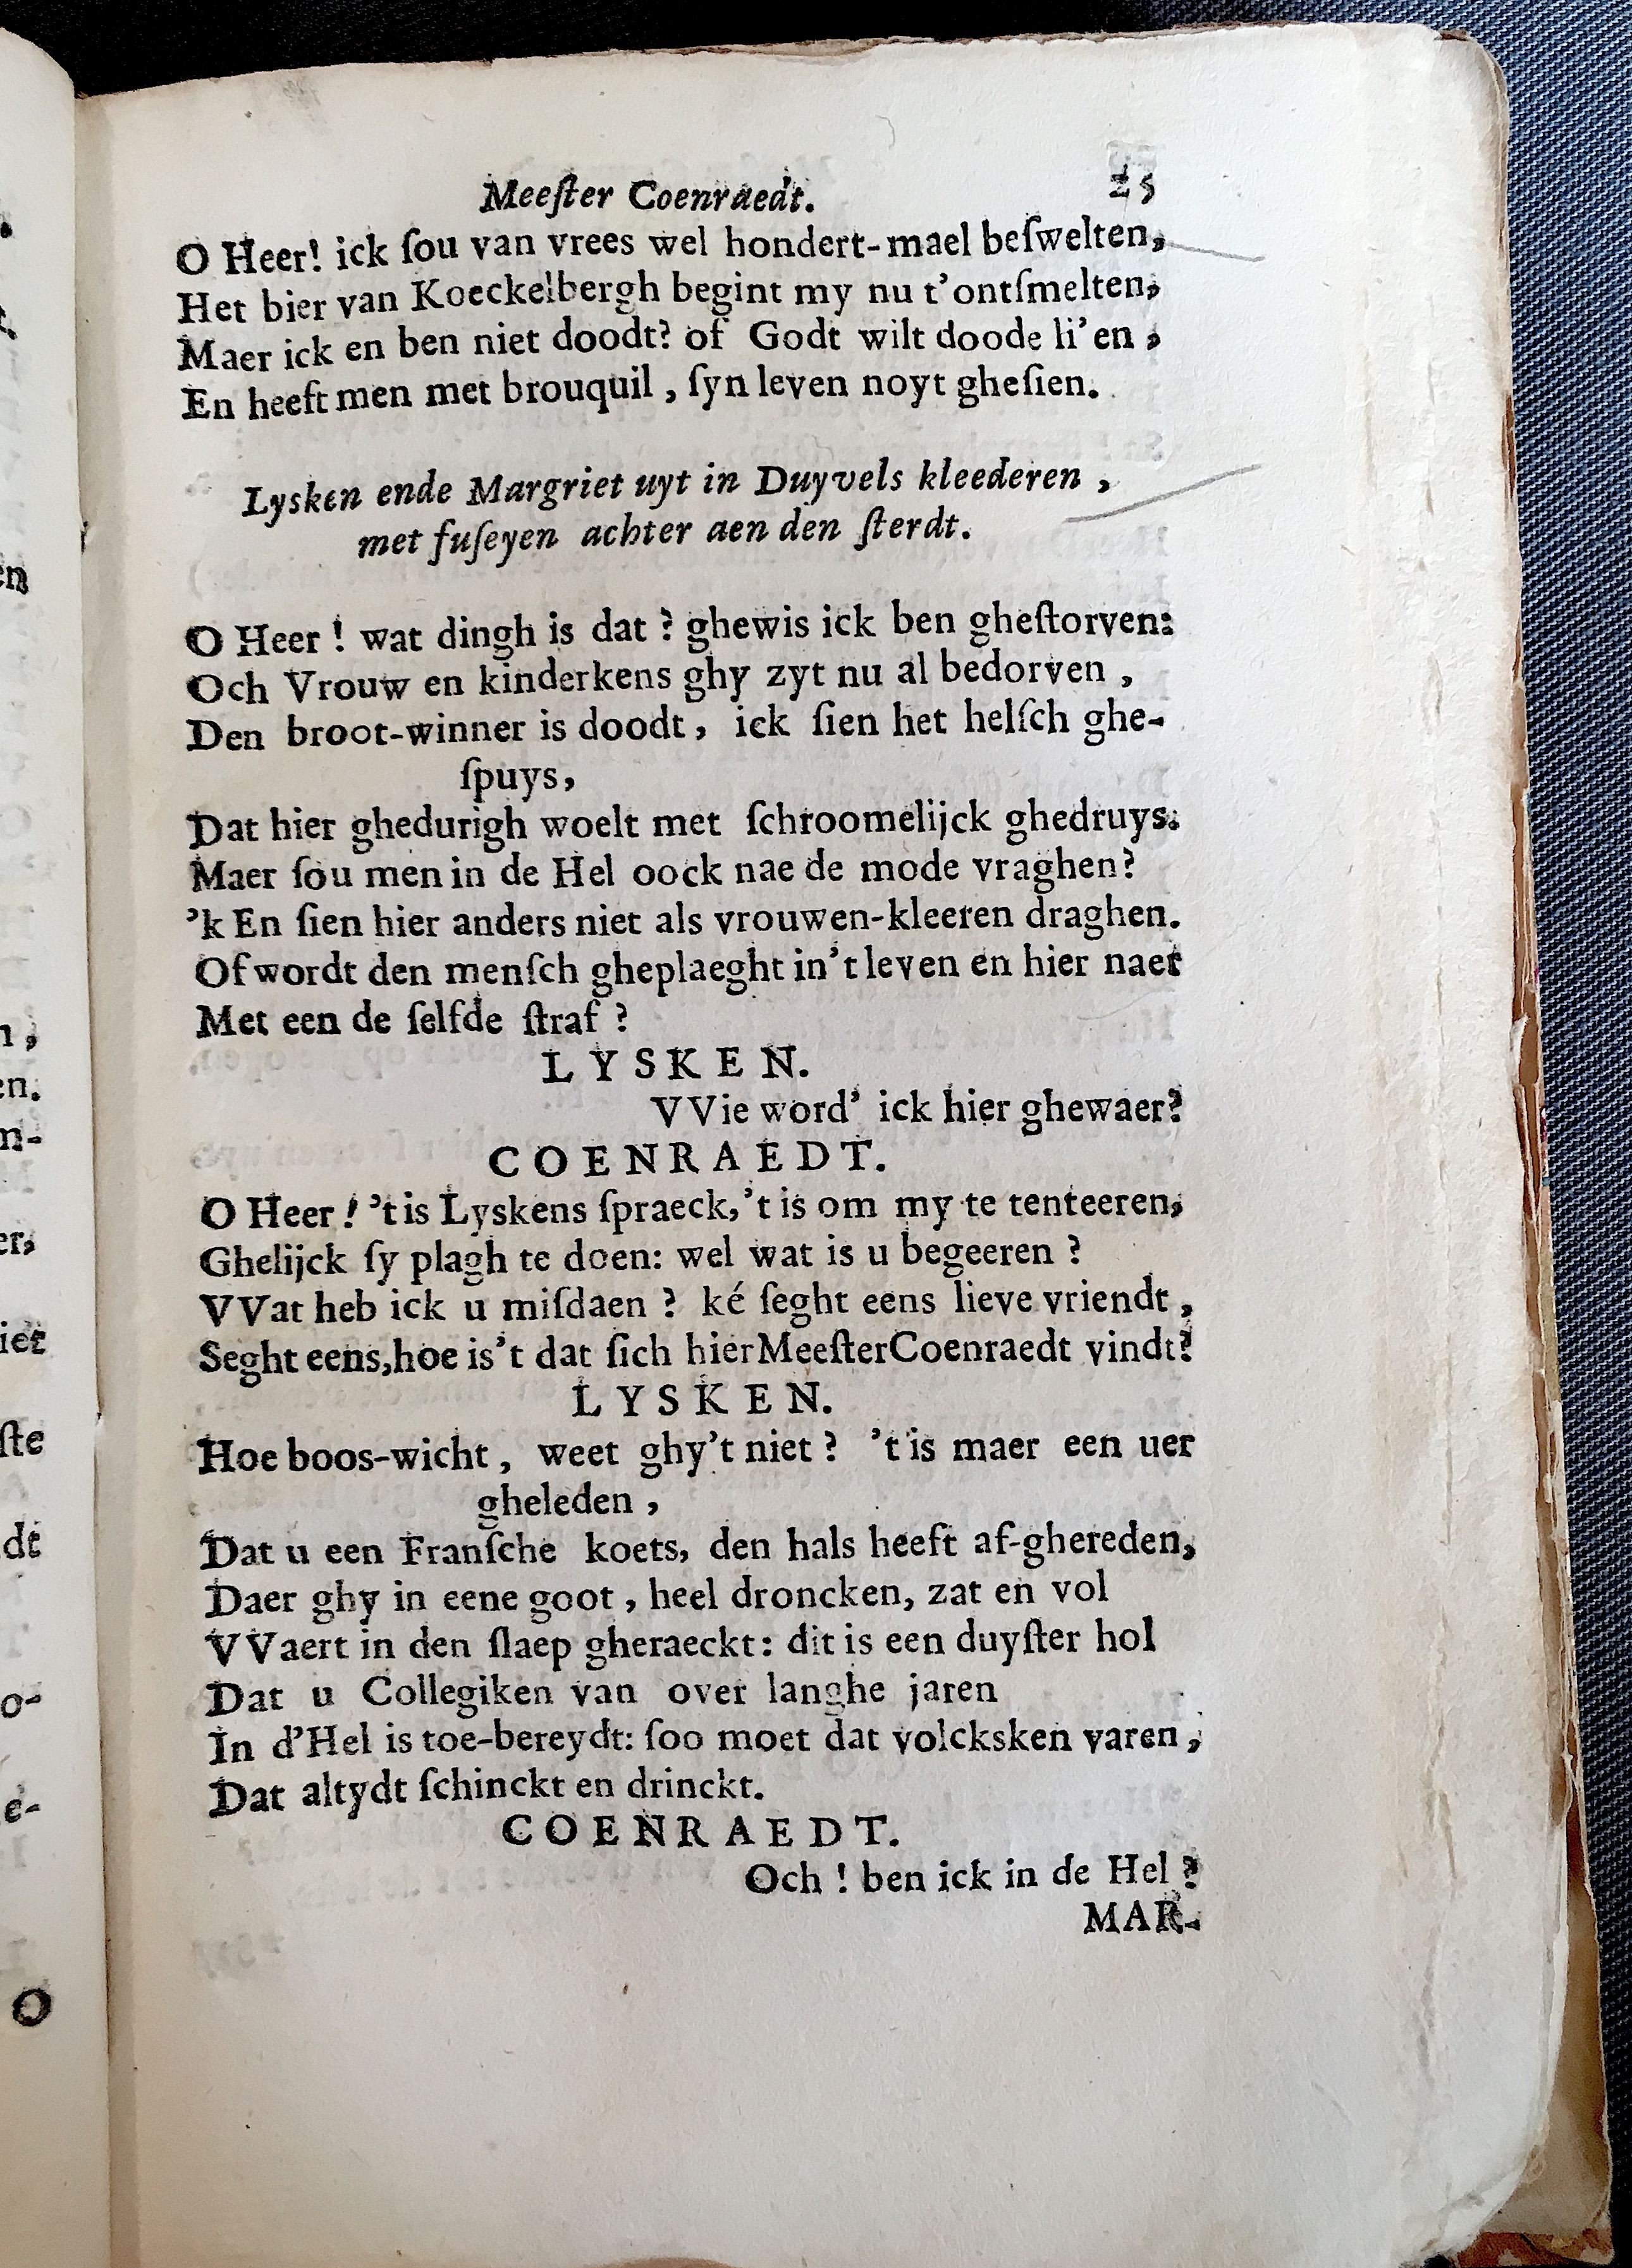 Meeſter Coenraedt. 25
O Heer! ick ſou van vrees wel hondert-mael beſwelten,
Het bier van Koeckelbergh begint my nu t'ontſmelten,
Maer ick en ben niet doodt? of Godt wilt doode li'en,
En heeft men met brouquil, ſyn leven noyt gheſien.
Lysken ende Margriet uyt in Duyvels kleederen,
met fuſeyen achter aen den ſterdt.
O Heer! wat dingh is dat? ghewis ick ben gheſtorven:
Och Vrouw en kinderkens ghy zyt nu al bedorven,
Den broot-winner is doodt, ick ſien het helſch ghe-
ſpuys,
Dat hier ghedurigh woelt met ſchroomelijck ghedruys.
Maer ſou men in de Hel oock nae de mode vraghen?
'k En ſien hier anders niet als vrouwen-kleeren draghen.
Of wordt den menſch gheplaeght in't leven en hier naer
Met een de ſelfde ſtraf?
LYSKEN.
VVie word' ick hier ghewaer?
COENRAEDT.
O Heer! 't is Lyskens ſpraeck, 't is om my te tenteeren,
Ghelijck ſy plagh te doen: wel wat is u begeeren?
VVat heb ick u miſdaen? ké ſeght eens lieve vriendt,
Seght eens, hoe is't dat ſich hier Meeſter Coenraedt vindt?
LYSKEN.
Hoe boos-wicht, weet ghy't niet? 't is maer een uer
gheleden,
Dat u een Franſche koets, den hals heeft af-ghereden,
Daer ghy in eene goot, heel droncken, zat en vol
VVaert in den ſlaep gheraeckt: dit is een duyſter hol
Dat u Collegiken van over langhe jaren
In d'Hel is toe-bereydt: ſoo moet dat volcksken varen,
Dat altydt ſchinckt en drinckt.
COENRAEDT.
Och! ben ick in de Hel?
MAR-